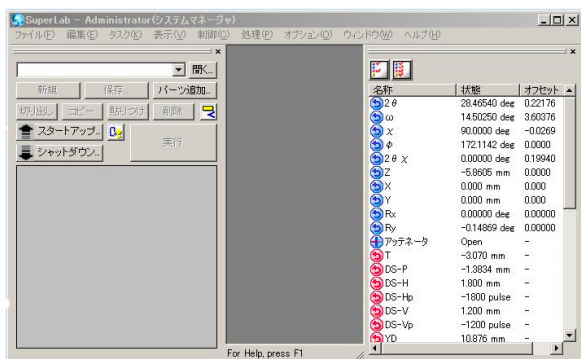 SuperLab - Administrator(システムマネージャ)
ファイル(F) 編集(E) タスク(K) 表示(V) 制御(C) 処理(P) オプション(O) ウィンドウ(W) ヘルプ(H)
開く...
新規 保存... パーツ追加...
切り出し コピー 貼りつけ 削除
スタートアップ...
シャットダウン...
実行
名称 状態 オフセット
2θ 28.46540 deg 0.22176
ω 14.50250 deg 3.60376
χ 90.0000 deg -0.0269
φ 172.1142 deg 0.0000
2θχ 0.00000 deg 0.19940
Z -5.8605 mm 0.0000
X 0.000 mm 0.000
Y 0.000 mm 0.000
Rx 0.00000 deg 0.00000
Ry -0.14869 deg 0.00000
アッテネータ Open -
T -3.070 mm -
DS-P -1.3834 mm -
DS-H 1.800 mm -
DS-Hp -1800 pulse -
DS-V 1.200 mm -
DS-Vp -1200 pulse -
YD 10.876 mm -
For Help, press F1